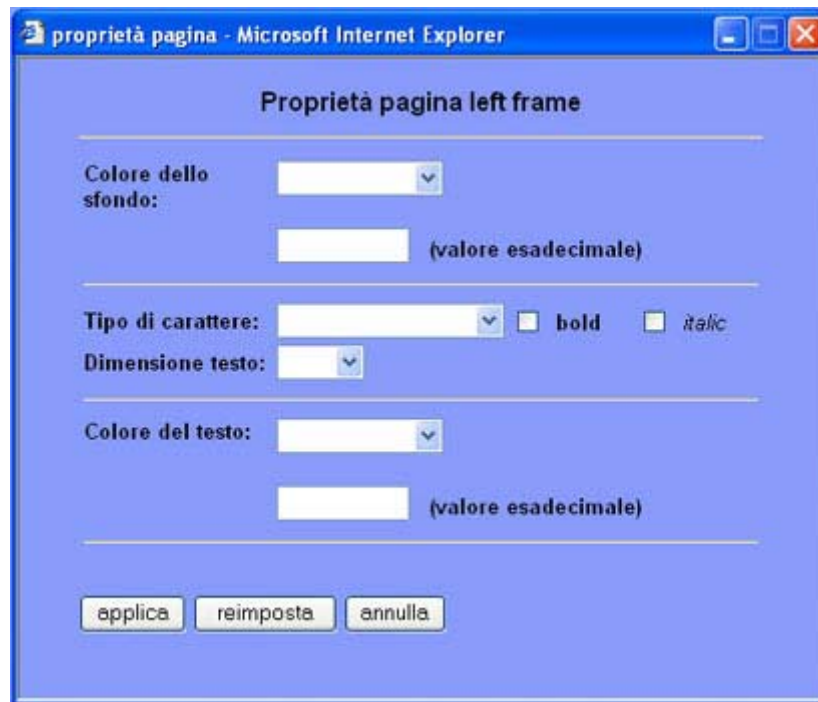 proprietà pagina - Microsoft Internet Explorer
Proprietà pagina left frame
Colore dello
sfondo:
(valore esadecimale)
Tipo di carattere:
bold
italic
Dimensione testo:
Colore del testo:
(valore esadecimale)
applica
reimposta
annulla